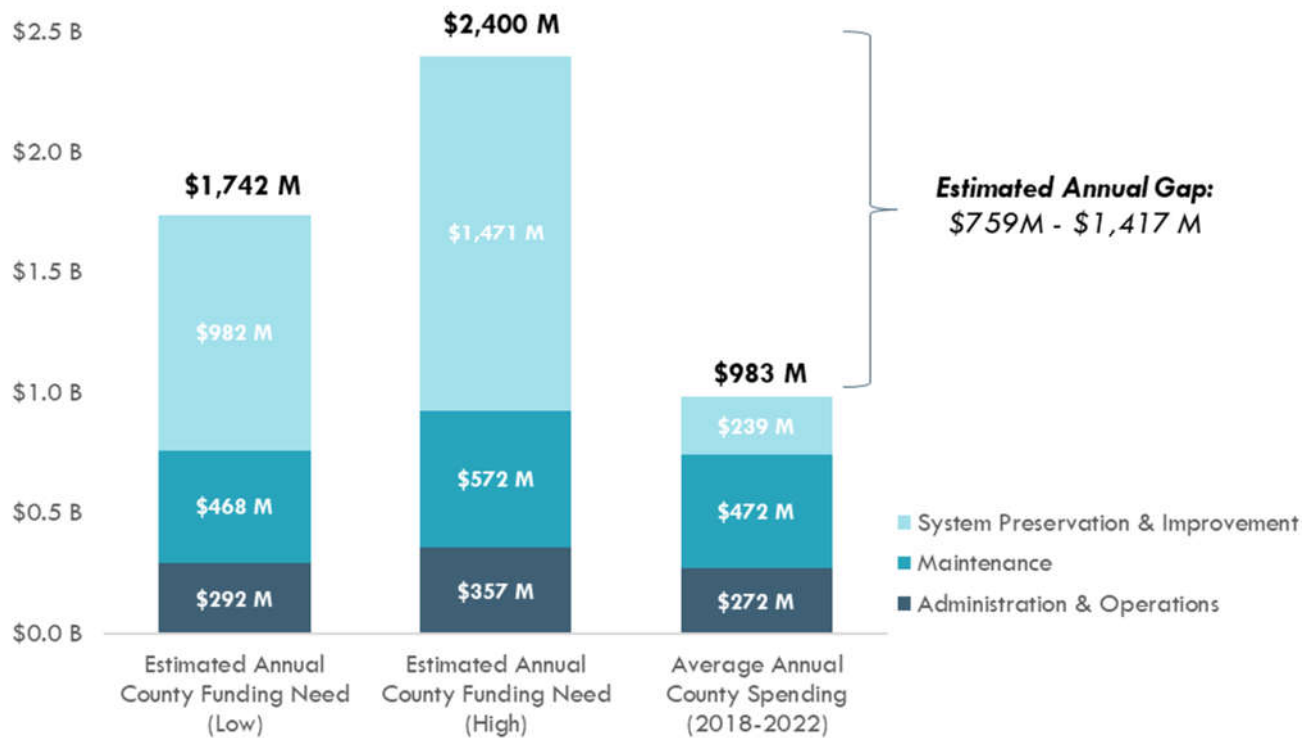 $2.5 B
$2.0 B
$1.5 B
$1.0 B
$0.5 B
$0.0 B
$1,742 M
$982 M
$468 M
$292 M
$2,400 M
$1,471 M
$572 M
$357 M
$983 M
$239 M
$472 M
$272 M
Estimated Annual Gap:
$759M - $1,417 M
System Preservation & Improvement
Maintenance
Administration & Operations
Estimated Annual
County Funding Need
(Low)
Estimated Annual
County Funding Need
(High)
Average Annual
County Spending
(2018-2022)